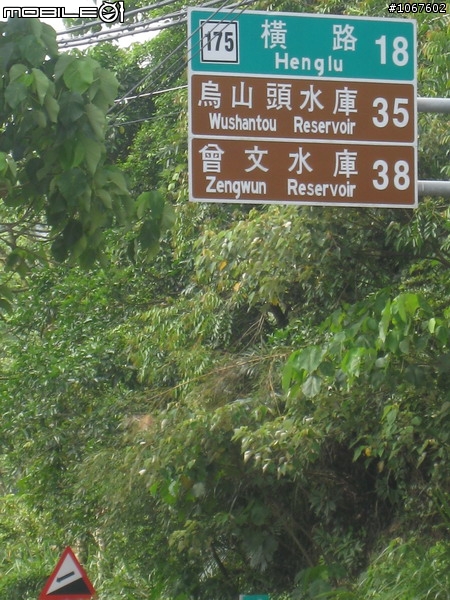 MOBILE01
#1067602
175 橫路 18
Henglu
烏山頭水庫 35
Wushantou Reservoir
曾文水庫 38
Zengwun Reservoir